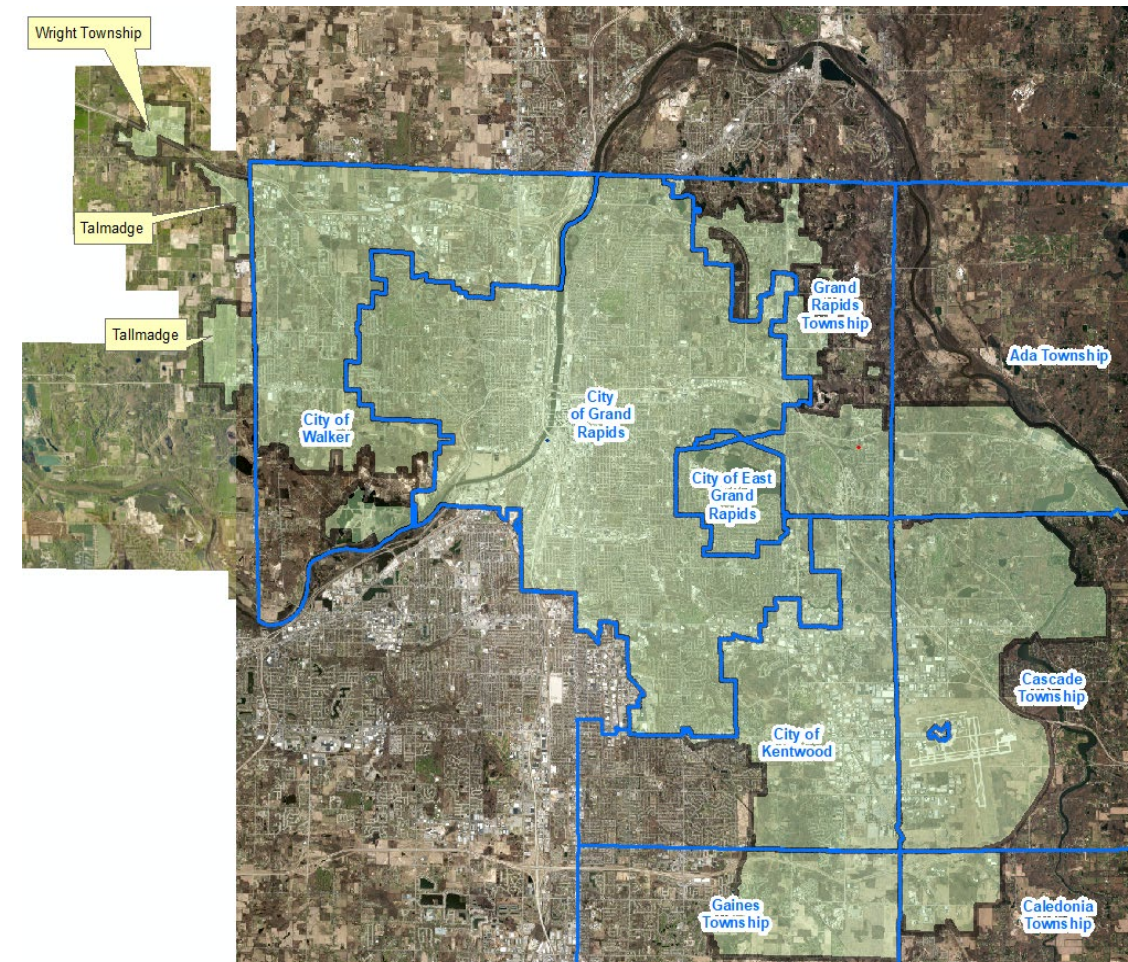 Wright Township
Talmadge
Tallmadge
Grand
Rapids
Township
Ada Township
City
of Grand
Rapids
City of
Walker
City of East
Grand
Rapids
Cascade
Township
City of
Kentwood
Gaines
Township
Caledonia
Township